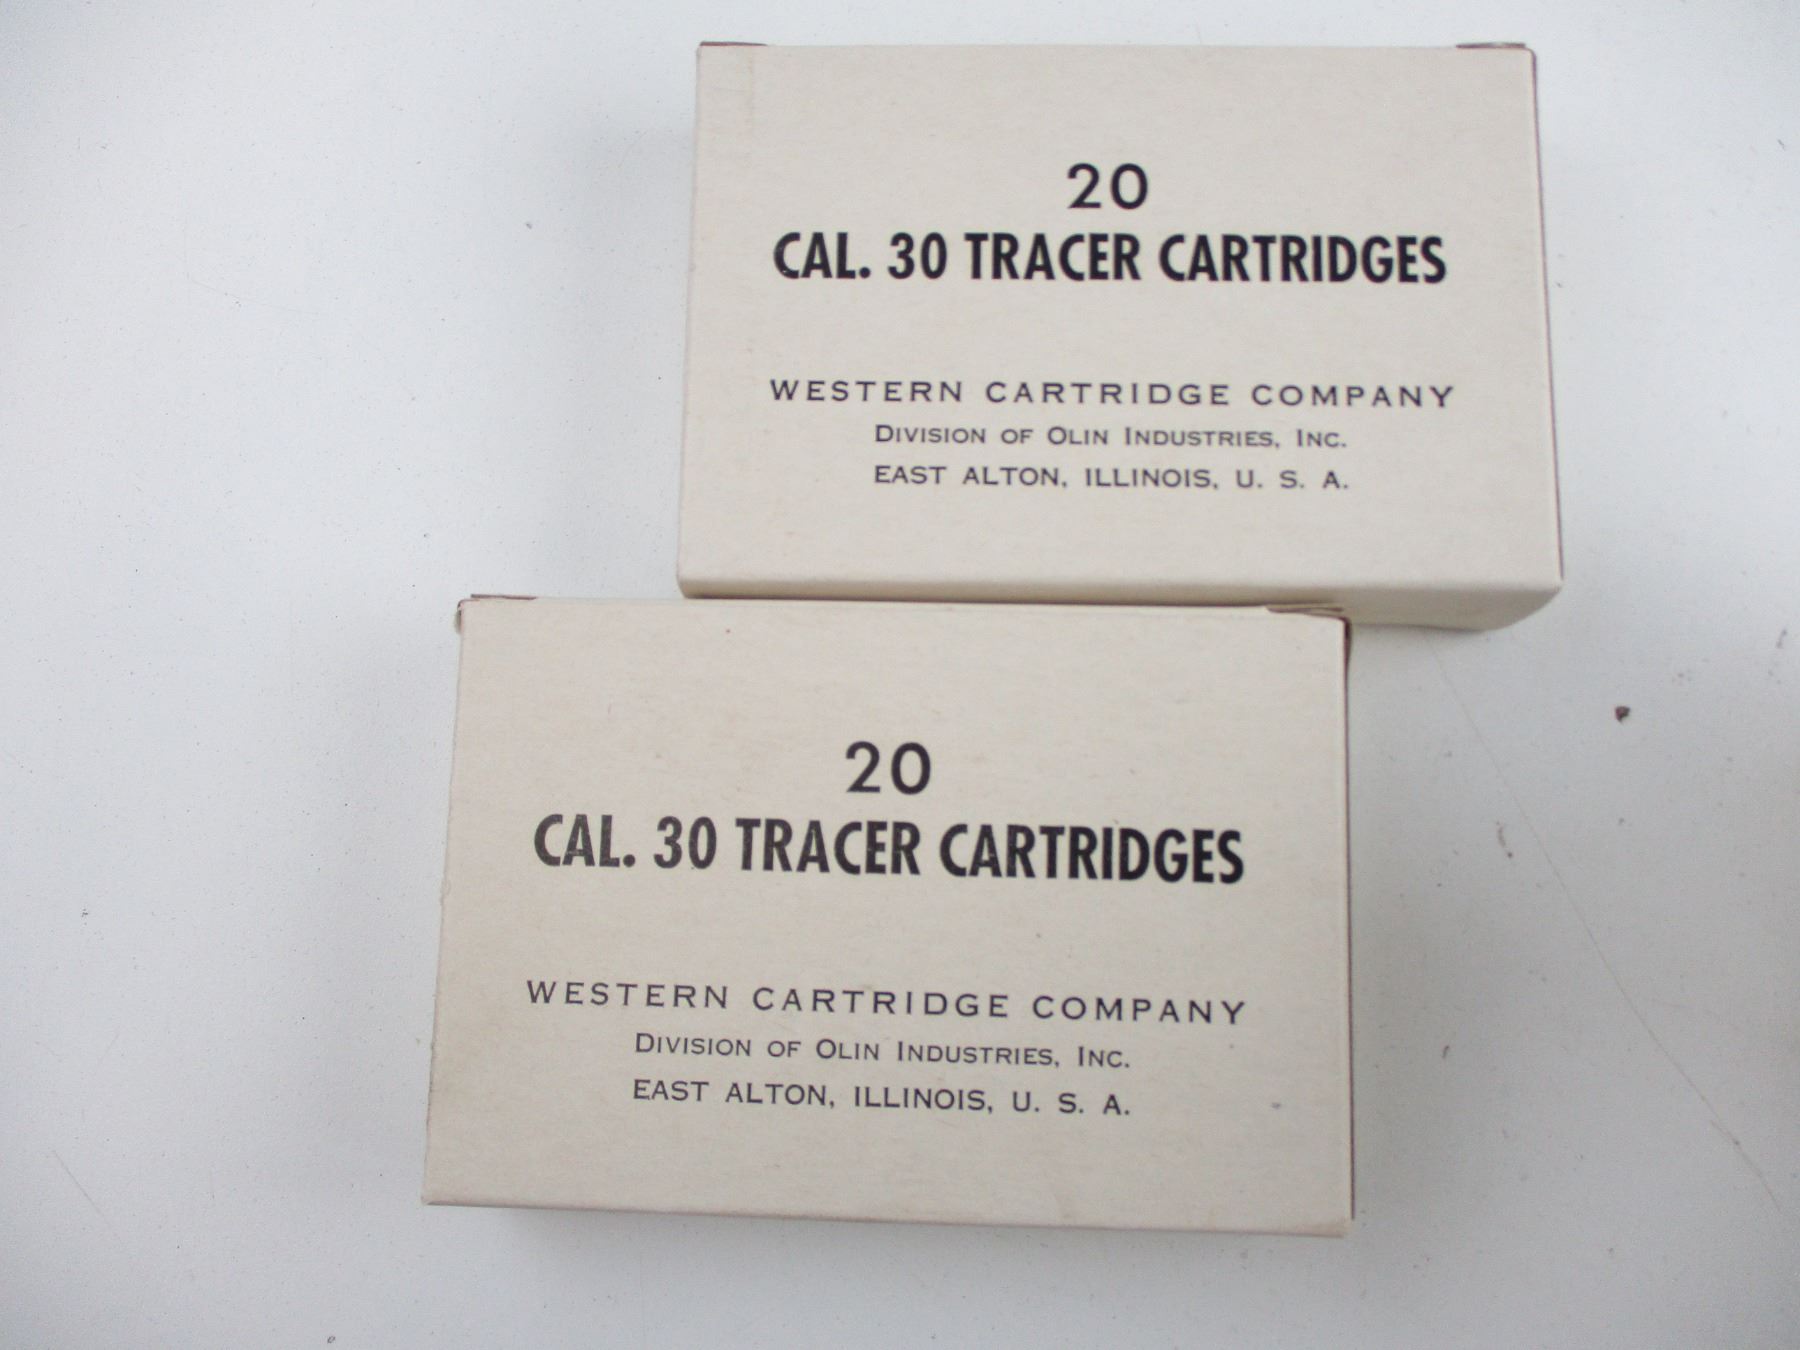 20
CAL. 30 TRACER CARTRIDGES
WESTERN CARTRIDGE COMPANY
DIVISION OF OLIN INDUSTRIES, INC.
EAST ALTON, ILLINOIS, U. S. A.
20
CAL. 30 TRACER CARTRIDGES
WESTERN CARTRIDGE COMPANY
DIVISION OF OLIN INDUSTRIES, INC.
EAST ALTON, ILLINOIS, U. S. A.